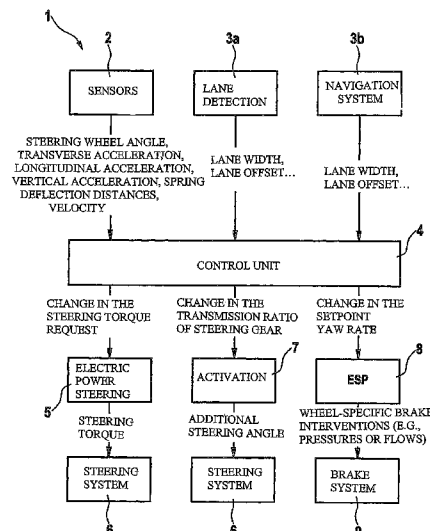 1
2
3a
3b
SENSORS
LANE
DETECTION
NAVIGATION
SYSTEM
STEERING WHEEL ANGLE,
TRANSVERSE ACCELERATION,
LONGITUDINAL ACCELERATION,
VERTICAL ACCELERATION, SPRING
DEFLECTION DISTANCES,
VELOCITY
LANE WIDTH,
LANE OFFSET...
LANE WIDTH,
LANE OFFSET...
4
CONTROL UNIT
CHANGE IN THE
STEERING TORQUE
REQUEST
CHANGE IN THE
TRANSMISSION RATIO
OF STEERING GEAR
CHANGE IN THE
SETPOINT
YAW RATE
7
8
ELECTRIC
POWER
STEERING
5
ACTIVATION
ESP
STEERING
TORQUE
ADDITIONAL
STEERING ANGLE
WHEEL-SPECIFIC BRAKE
INTERVENTIONS (E.G.,
PRESSURES OR FLOWS)
STEERING
SYSTEM
STEERING
SYSTEM
BRAKE
SYSTEM